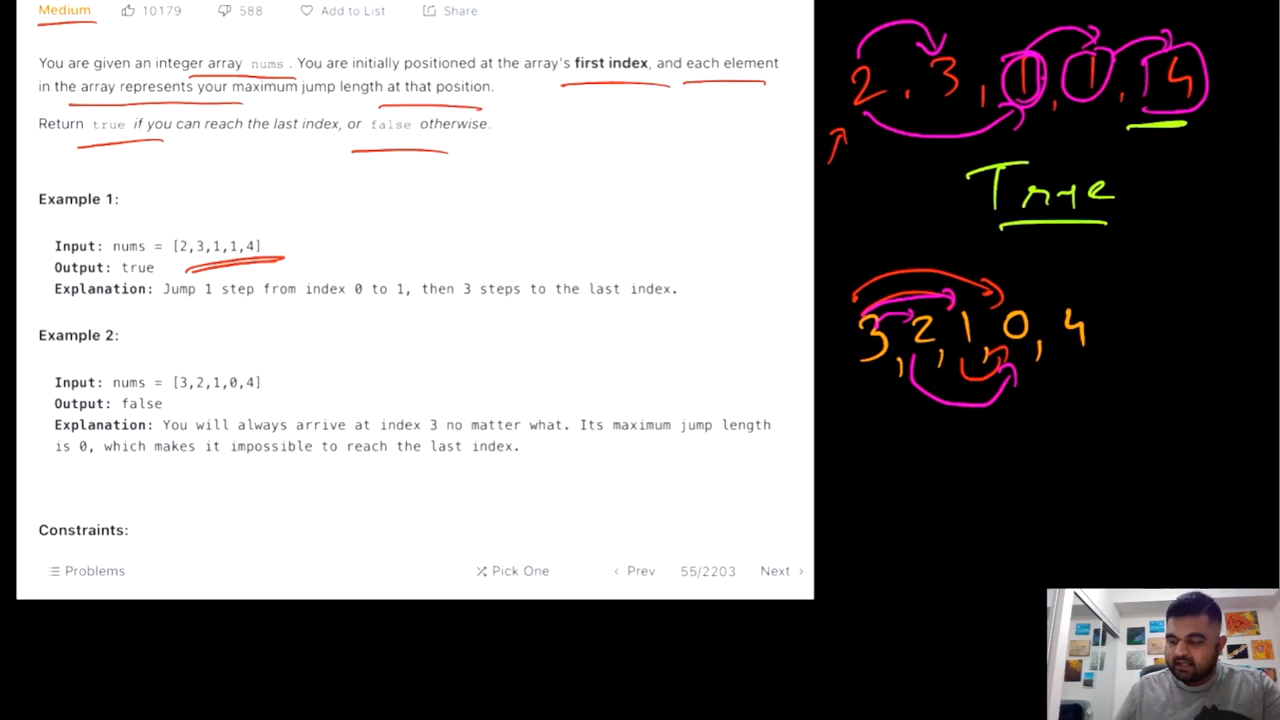 Medium 10179 588 Add to List Share
You are given an integer array nums . You are initially positioned at the array's first index, and each element
in the array represents your maximum jump length at that position.
Return true if you can reach the last index, or false otherwise.
Example 1:
Input: nums = [2,3,1,1,4]
Output: true
Explanation: Jump 1 step from index 0 to 1, then 3 steps to the last index.
Example 2:
Input: nums = [3,2,1,0,4]
Output: false
Explanation: You will always arrive at index 3 no matter what. Its maximum jump length
is 0, which makes it impossible to reach the last index.
Constraints:
Problems Pick One < Prev 55/2203 Next >
2, 3, 1, 1, 4
True
3, 2, 1, 0, 4